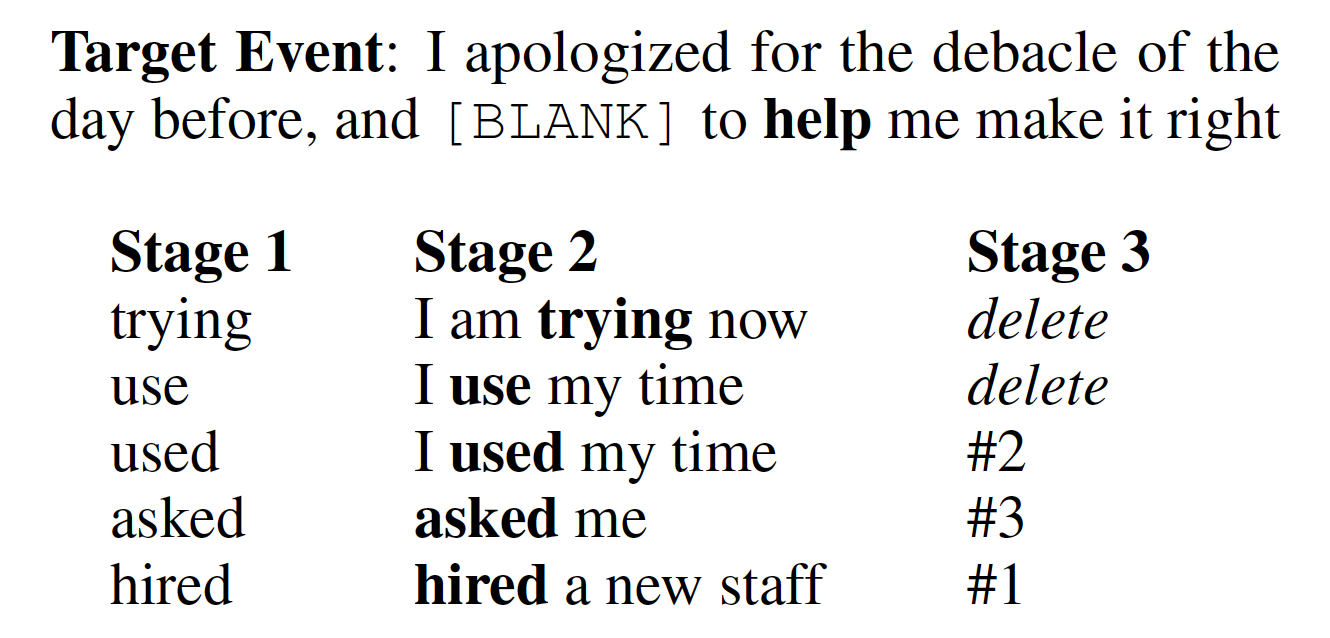 Target Event: I apologized for the debacle of the
day before, and [BLANK] to help me make it right
Stage 1 Stage 2 Stage 3
trying I am trying now delete
use I use my time delete
used I used my time #2
asked asked me #3
hired hired a new staff #1